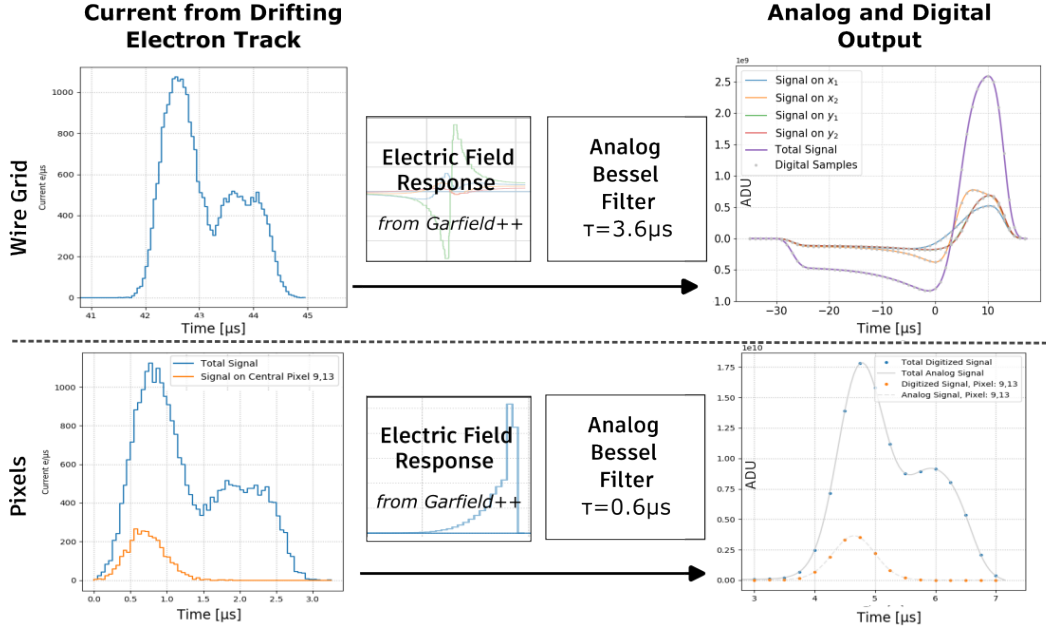 Current from Drifting
Electron Track
Analog and Digital
Output
Wire Grid
Current e/μs
1000
800
600
400
200
0
41
42
43
44
45
Time [μs]
Electric Field
Response
from Garfield++
Analog
Bessel
Filter
τ=3.6μs
1e9
2.5
2.0
1.5
1.0
0.5
0.0
0.5
1.0
ADU
Signal on x1
Signal on x2
Signal on y1
Signal on y2
Total Signal
Digital Samples
−30
−20
−10
0
10
Time [μs]
Pixels
Current e/μs
1000
800
600
400
200
0
Total Signal
Signal on Central Pixel 9,13
0.0
0.5
1.0
1.5
2.0
2.5
3.0
Time [μs]
Electric Field
Response
from Garfield++
Analog
Bessel
Filter
τ=0.6μs
1e10
1.75
1.50
1.25
1.00
0.75
0.50
0.25
0.00
ADU
Total Digitized Signal
Total Analog Signal
Digitized Signal, Pixel: 9,13
Analog Signal, Pixel: 9,13
3
4
5
6
7
Time [μs]